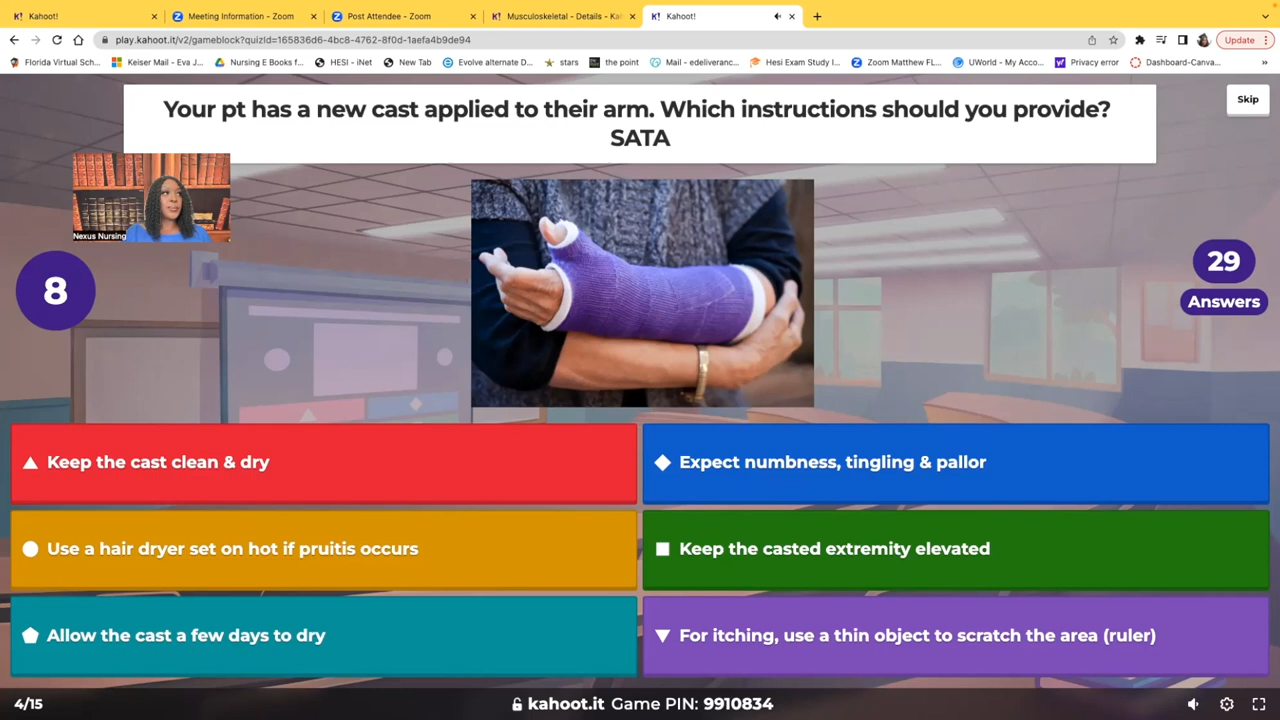 Kahoot!
Meeting Information - Zoom
Post Attendee - Zoom
Musculoskeletal - Details - Kah
Kahoot!
play.kahoot.it/v2/gameblock?quizId=165836d6-4bc8-4762-8f0d-1aefa4b9de94
Update
Florida Virtual Sch...
Keiser Mail - Eva J...
Nursing E Books f...
HESI - iNet
New Tab
Evolve alternate D...
stars
the point
Mail - edeliveranc...
Hesi Exam Study I...
Zoom Matthew FL...
UWorld - My Acco...
Privacy error
Dashboard-Canva...
»
Your pt has a new cast applied to their arm. Which instructions should you provide?
SATA
Skip
Nexus Nursing
8
29
Answers
Keep the cast clean & dry
Expect numbness, tingling & pallor
Use a hair dryer set on hot if pruitis occurs
Keep the casted extremity elevated
Allow the cast a few days to dry
For itching, use a thin object to scratch the area (ruler)
4/15
kahoot.it Game PIN: 9910834